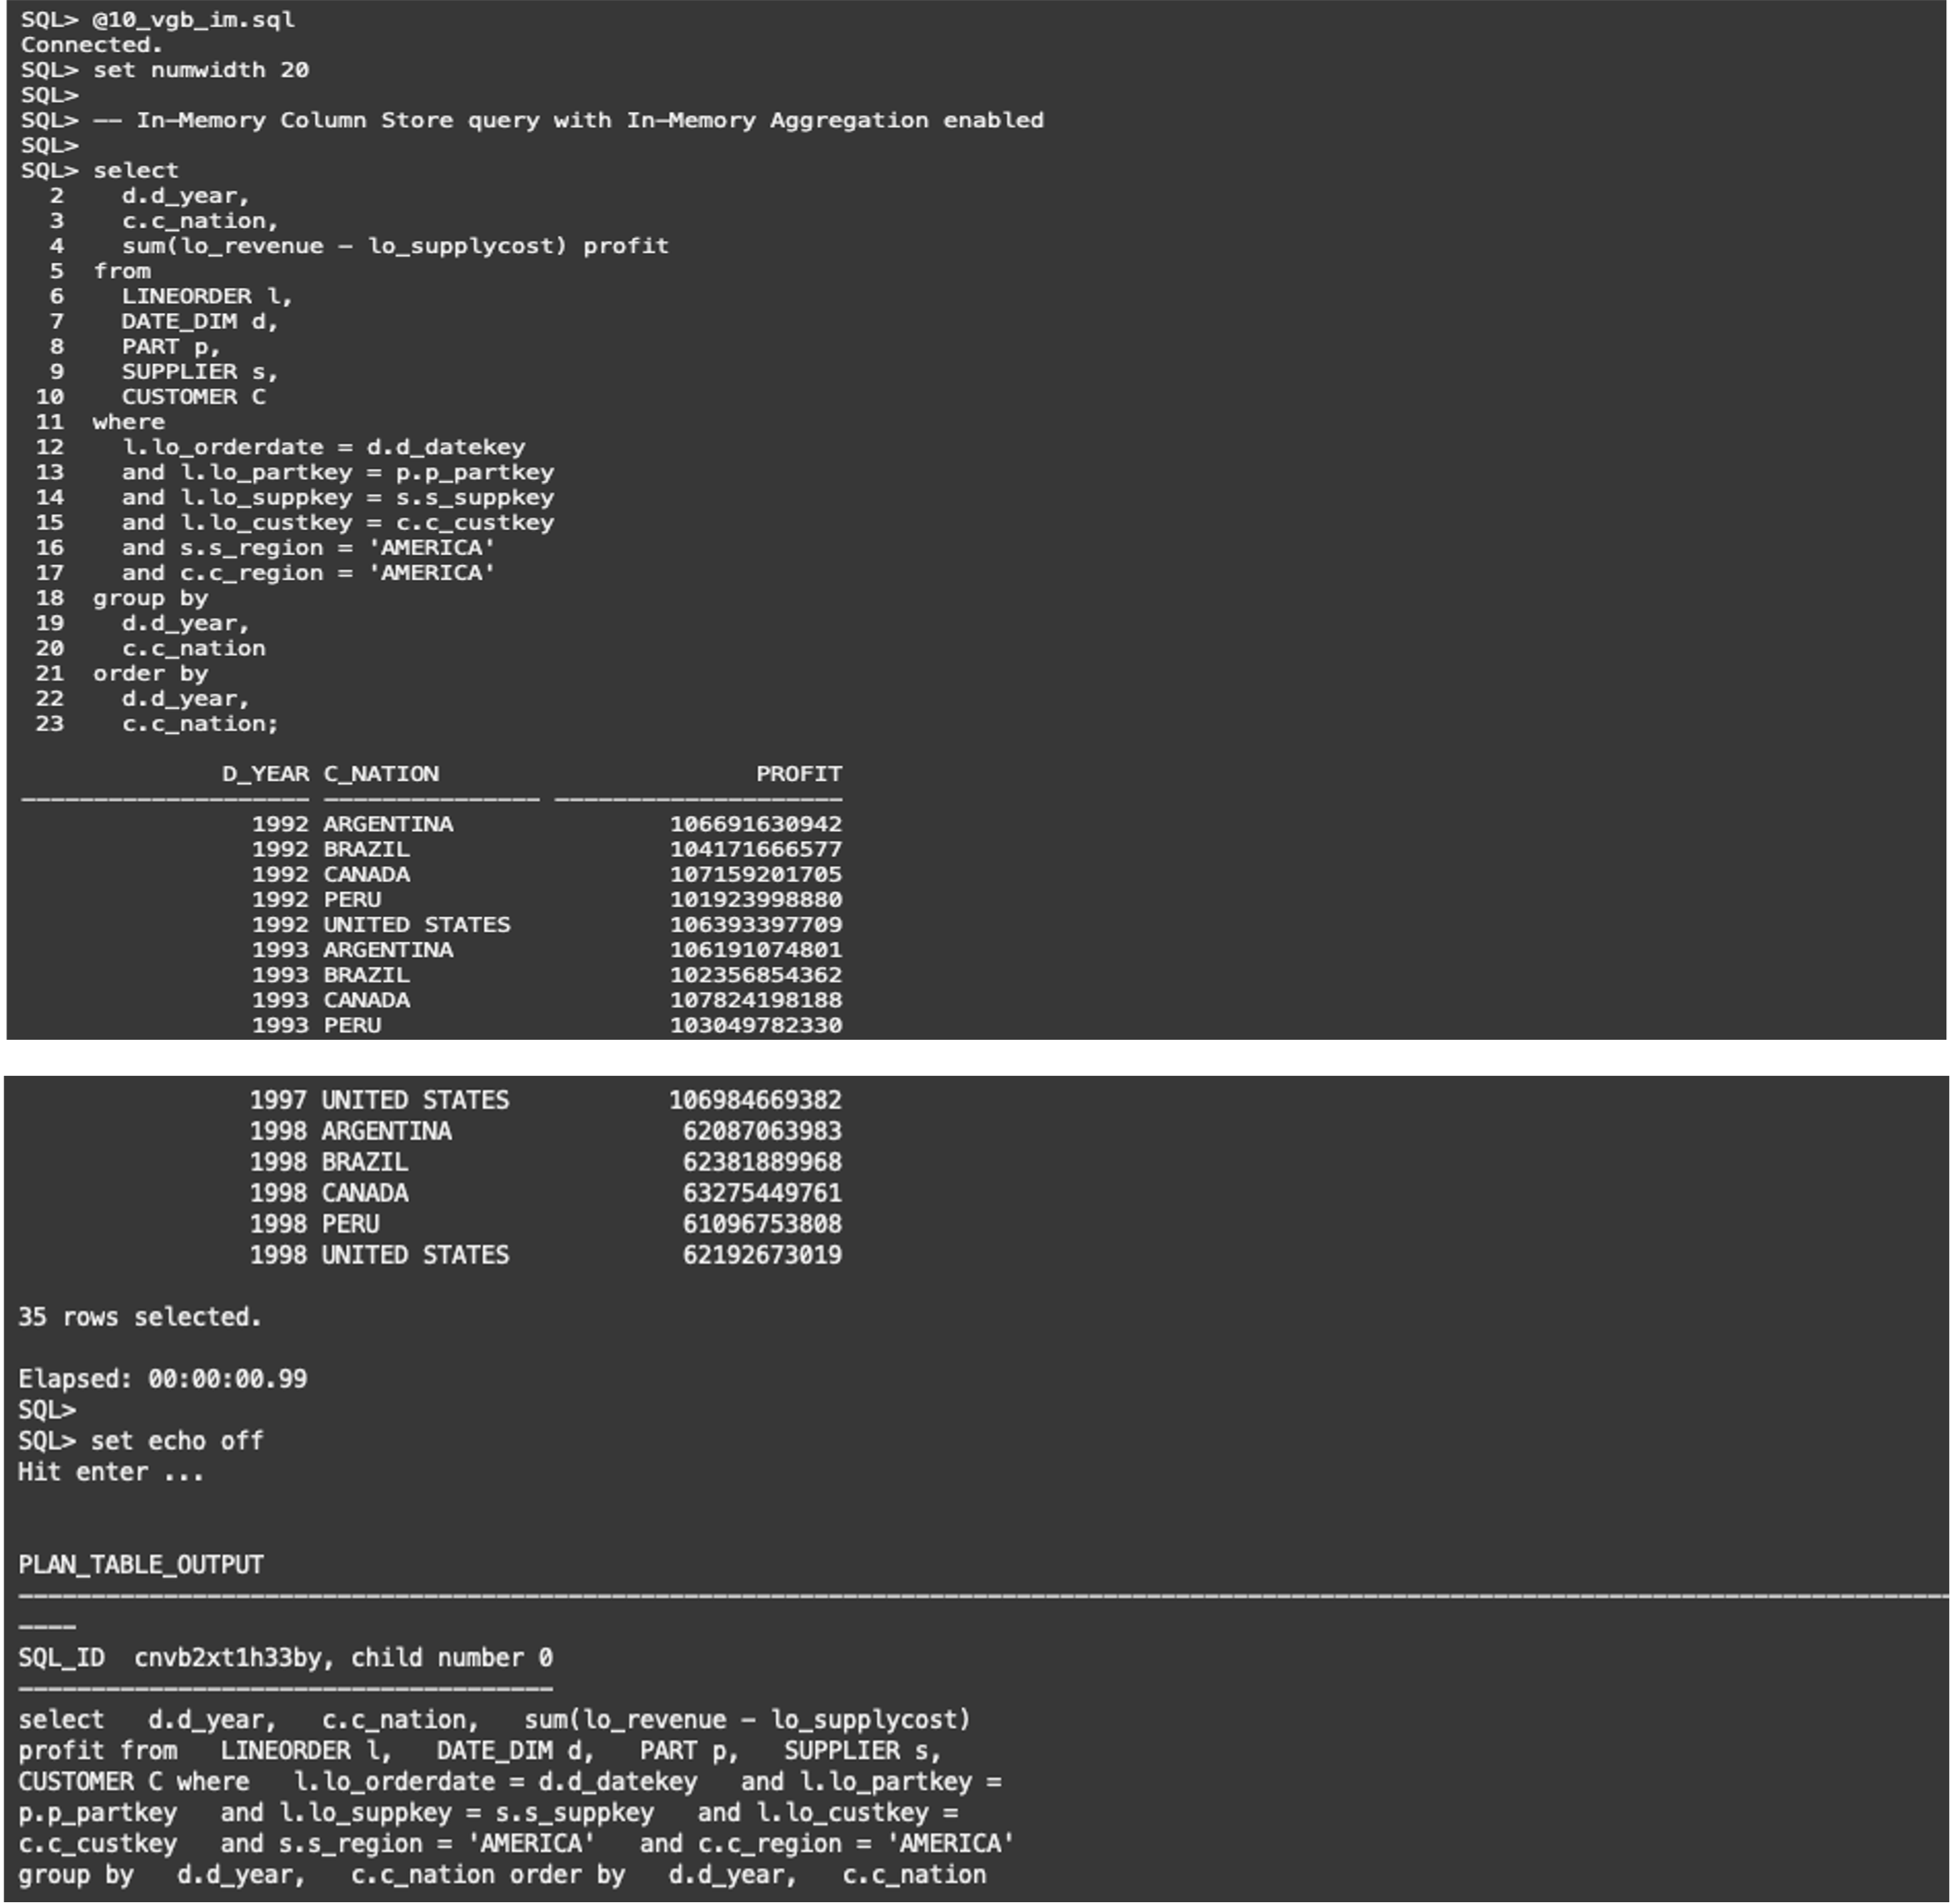 SQL> @10_vgb_im.sql
Connected.
SQL> set numwidth 20
SQL>
SQL> -- In-Memory Column Store query with In-Memory Aggregation enabled
SQL>
SQL> select
  2    d.d_year,
  3    c.c_nation,
  4    sum(lo_revenue - lo_supplycost) profit
  5  from
  6    LINEORDER l,
  7    DATE_DIM d,
  8    PART p,
  9    SUPPLIER s,
 10    CUSTOMER C
 11  where
 12    l.lo_orderdate = d.d_datekey
 13    and l.lo_partkey = p.p_partkey
 14    and l.lo_suppkey = s.s_suppkey
 15    and l.lo_custkey = c.c_custkey
 16    and s.s_region = 'AMERICA'
 17    and c.c_region = 'AMERICA'
 18  group by
 19    d.d_year,
 20    c.c_nation
 21  order by
 22    d.d_year,
 23    c.c_nation;
D_YEAR C_NATION PROFIT
-------------------- --------------- --------------------
1992 ARGENTINA 106691630942
1992 BRAZIL 104171666577
1992 CANADA 107159201705
1992 PERU 101923998880
1992 UNITED STATES 106393397709
1993 ARGENTINA 106191074801
1993 BRAZIL 102356854362
1993 CANADA 107824198188
1993 PERU 103049782330
1997 UNITED STATES 106984669382
1998 ARGENTINA 62087063983
1998 BRAZIL 62381889968
1998 CANADA 63275449761
1998 PERU 61096753808
1998 UNITED STATES 62192673019
35 rows selected.
Elapsed: 00:00:00.99
SQL>
SQL> set echo off
Hit enter ...
PLAN_TABLE_OUTPUT
----
SQL_ID  cnvb2xt1h33by, child number 0
-------------------------------------
select   d.d_year,   c.c_nation,   sum(lo_revenue - lo_supplycost)
profit from   LINEORDER l,   DATE_DIM d,   PART p,   SUPPLIER s,
CUSTOMER C where   l.lo_orderdate = d.d_datekey   and l.lo_partkey =
p.p_partkey   and l.lo_suppkey = s.s_suppkey   and l.lo_custkey =
c.c_custkey   and s.s_region = 'AMERICA'   and c.c_region = 'AMERICA'
group by   d.d_year,   c.c_nation order by   d.d_year,   c.c_nation